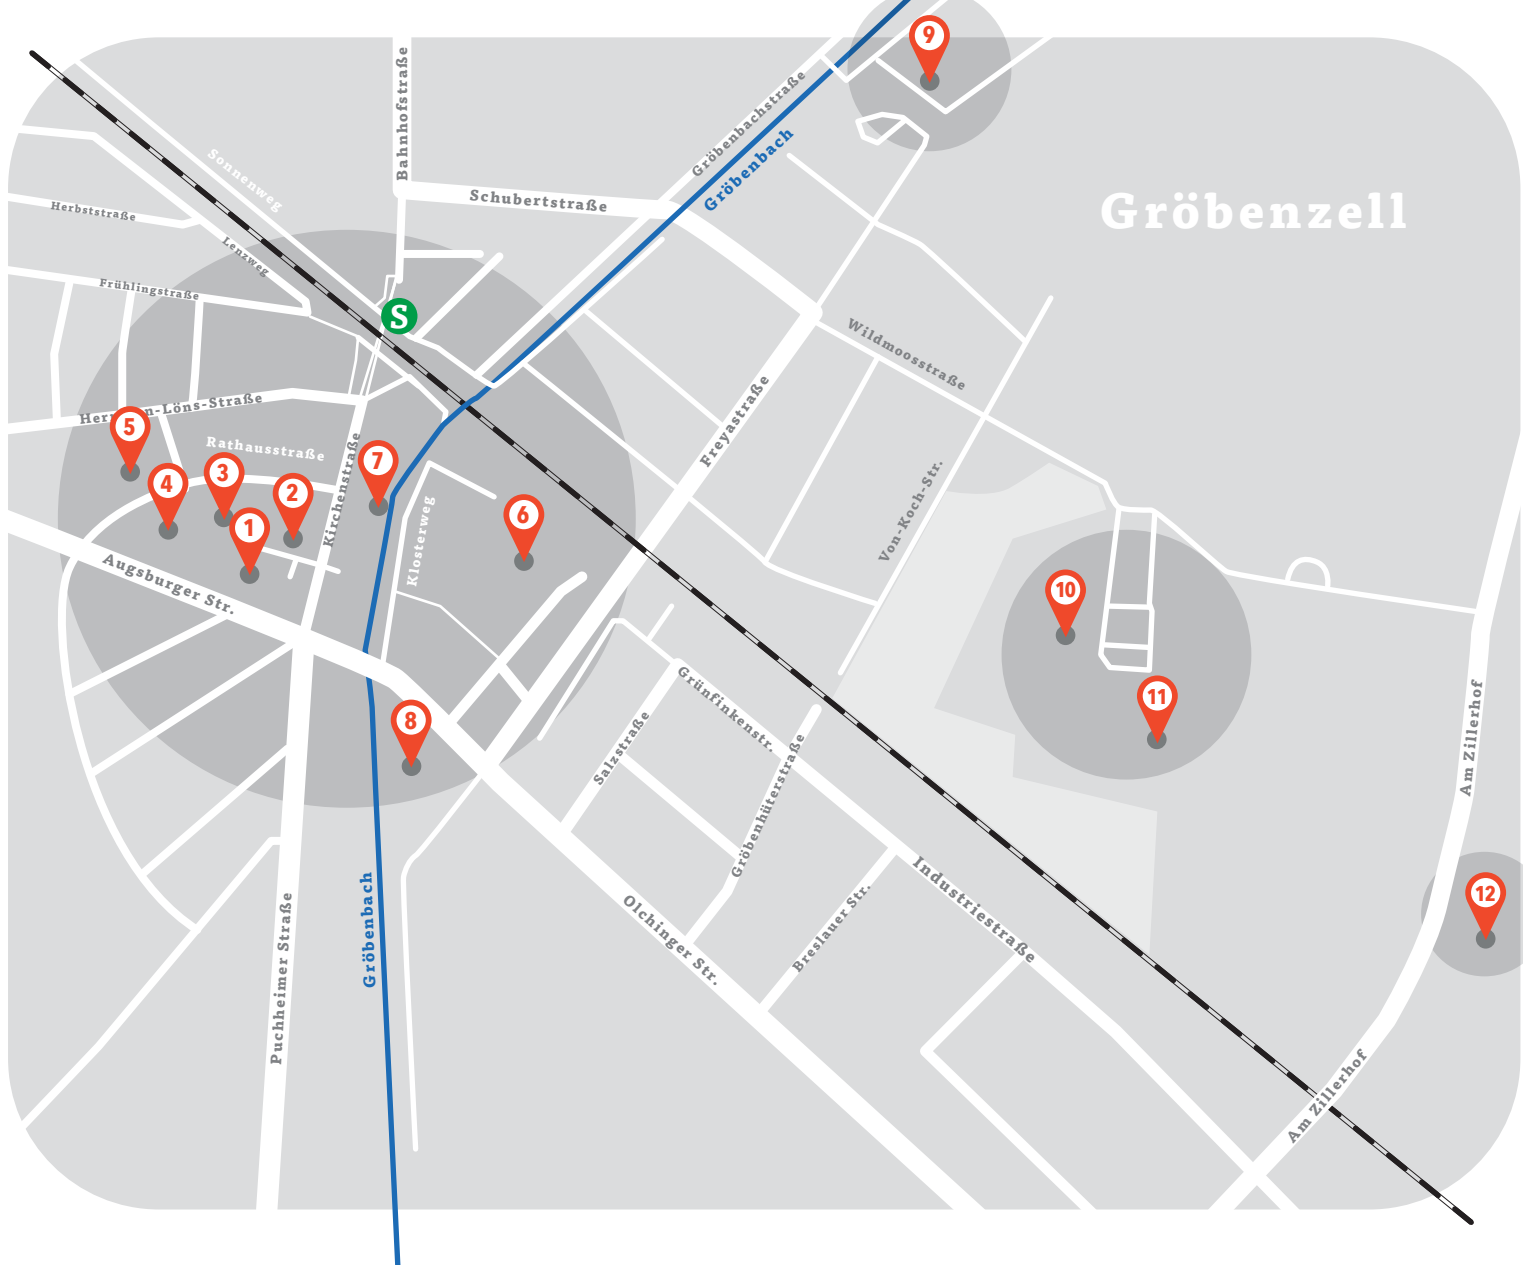 9
Bahnhofstraße
Gröbenbachstraße
Gröbenbach
Sonnenweg
Schubertstraße
Gröbenzell
Herbststraße
Lenzweg
Frühlingstraße
S
Wildmoosstraße
Freyastraße
5
Rathausstraße
Kirchenstraße
7
4
3
2
Klosterweg
6
Von-Koch-Str.
1
Augsburger Str.
10
11
8
Grünfinkenstr.
Salzstraße
Gröbenhüterstraße
Am Zillerhof
Industriestraße
12
Gröbenbach
Puchheimer Straße
Olchinger Str.
Breslauer Str.
Am Zillerhof